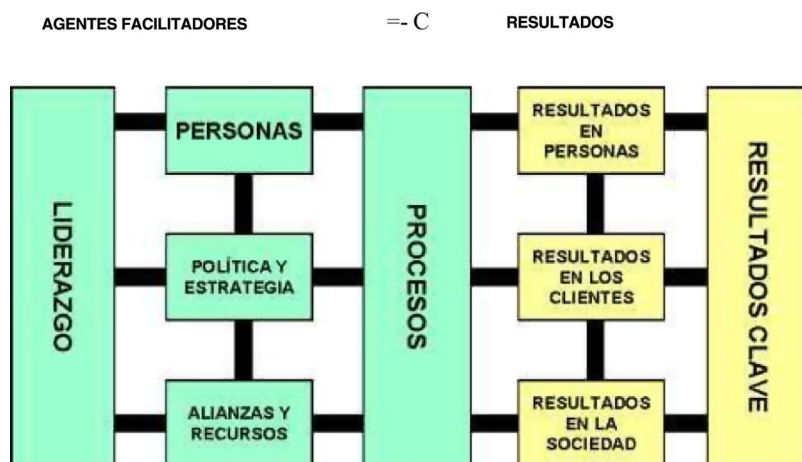 AGENTES FACILITADORES
=- C
RESULTADOS
LIDERAZGO
PERSONAS
POLÍTICA Y
ESTRATEGIA
ALIANZAS Y
RECURSOS
PROCESOS
RESULTADOS
EN
PERSONAS
RESULTADOS
EN LOS
CLIENTES
RESULTADOS
EN LA
SOCIEDAD
RESULTADOS CLAVE